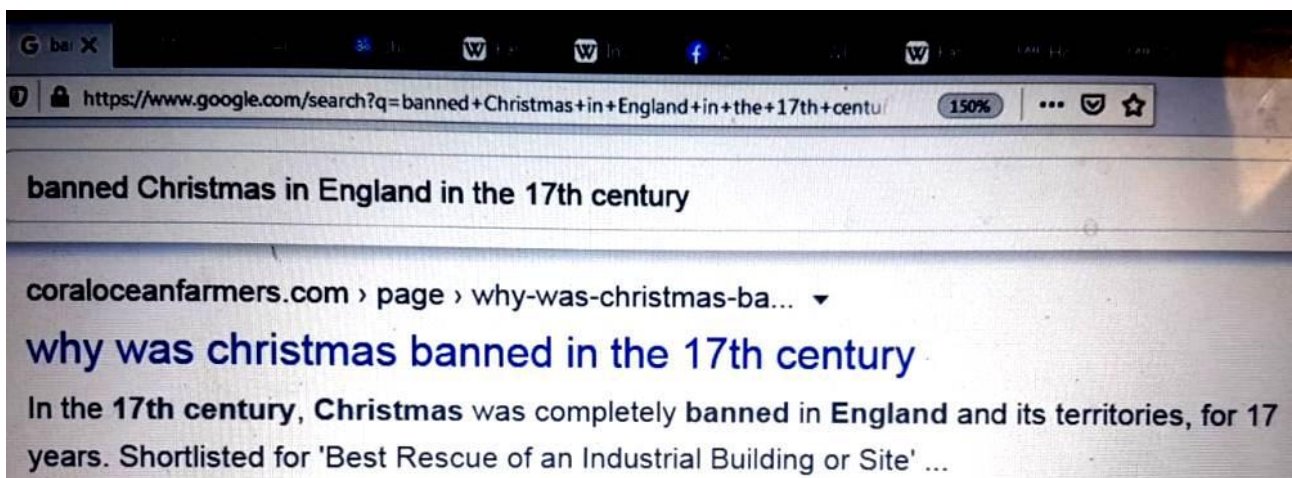 G bai
W
W In
f
W
https://www.google.com/search?q=banned+Christmas+in+England+in+the+17th+centu
150%
banned Christmas in England in the 17th century
coraloceanfarmers.com › page › why-was-christmas-ba...
why was christmas banned in the 17th century
In the 17th century, Christmas was completely banned in England and its territories, for 17
years. Shortlisted for 'Best Rescue of an Industrial Building or Site' ...